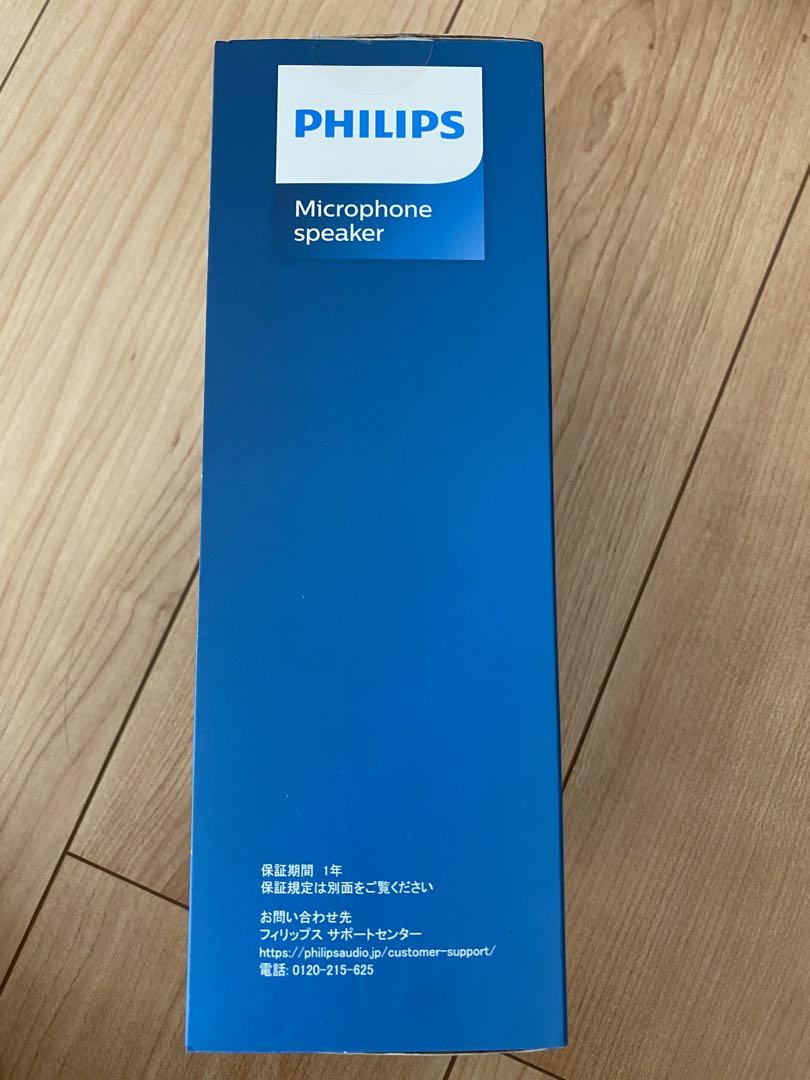 PHILIPS
Microphone
speaker
保証期間 1年
保証規定は別面をご覧ください
お問い合わせ先
フィリップス サポートセンター
https://philipsaudio.jp/customer-support/
電話: 0120-215-625